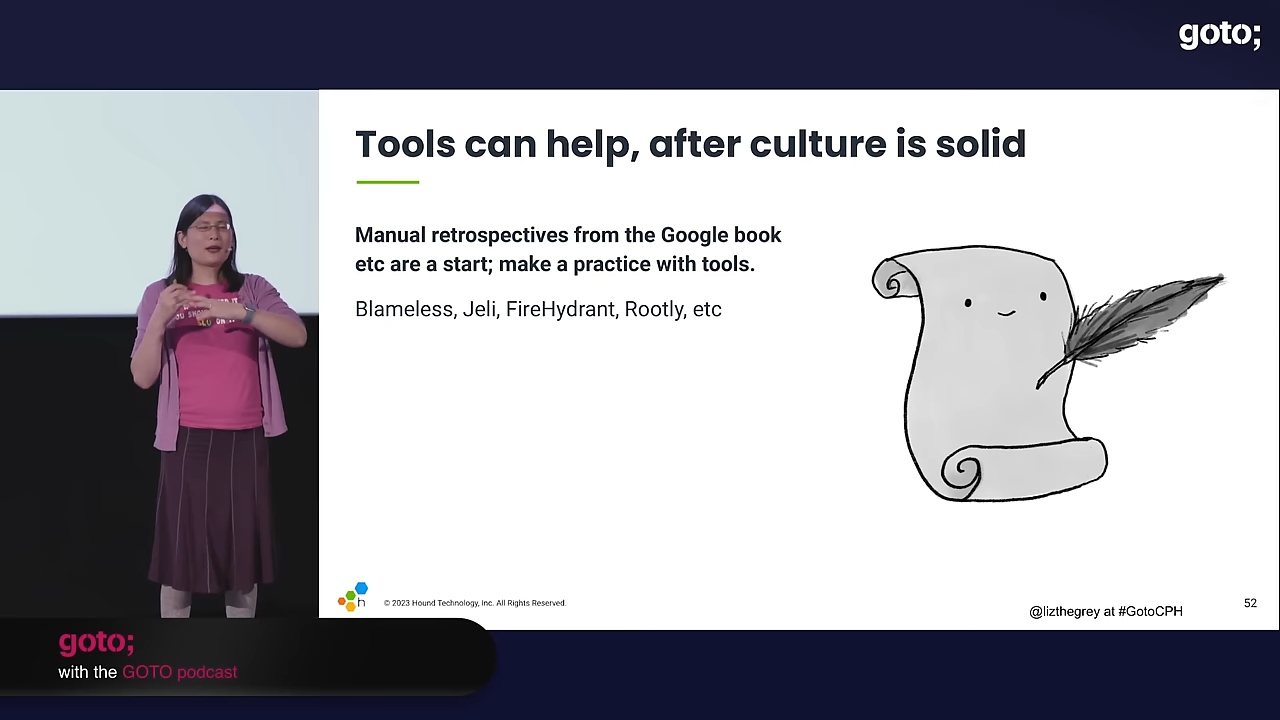 goto;
Tools can help, after culture is solid
Manual retrospectives from the Google book
etc are a start; make a practice with tools.
Blameless, Jeli, FireHydrant, Rootly, etc
h
© 2023 Hound Technology, Inc. All Rights Reserved.
@lizthegrey at #GotoCPH
52
goto;
with the GOTO podcast